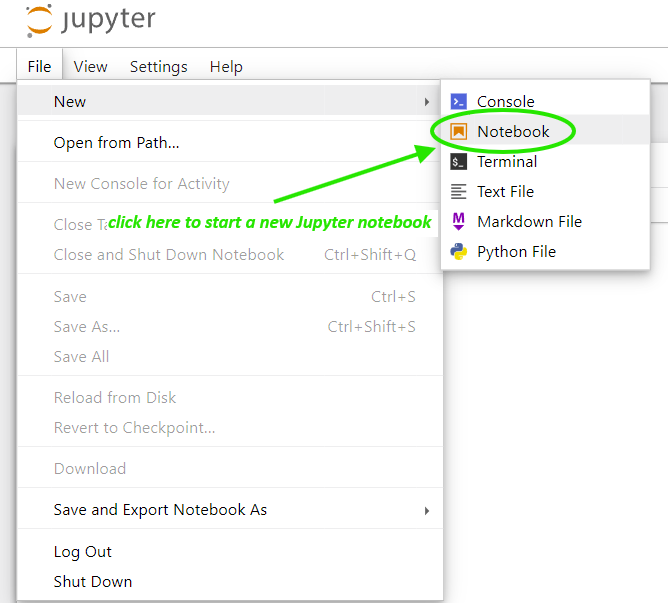 jupyter
File View Settings Help
New
Open from Path...
New Console for Activity
Close Ta
click here to start a new Jupyter notebook
Close and Shut Down Notebook Ctrl+Shift+Q
Save Ctrl+S
Save As... Ctrl+Shift+S
Save All
Reload from Disk
Revert to Checkpoint...
Download
Save and Export Notebook As
Log Out
Shut Down
Console
Notebook
$_ Terminal
Text File
M Markdown File
Python File